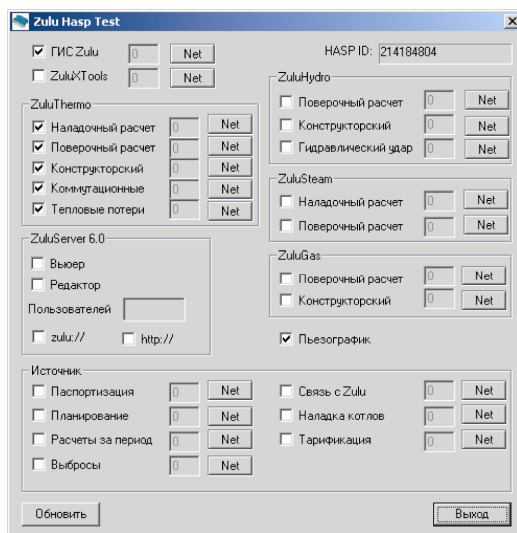 Zulu Hasp Test
ГИС Zulu 0 Net
HASP ID: 214184804
ZuluXTools 0 Net
ZuluThermo
Наладочный расчет 0 Net
Поверочный расчет 0 Net
Конструкторский 0 Net
Коммутационные 0 Net
Тепловые потери 0 Net
ZuluHydro
Поверочный расчет 0 Net
Конструкторский 0 Net
Гидравлический удар 0 Net
ZuluSteam
Наладочный расчет 0 Net
Поверочный расчет 0 Net
ZuluServer 6.0
Вьюер
Редактор
Пользователей
zulu:// http://
ZuluGas
Поверочный расчет 0 Net
Конструкторский 0 Net
Пьезографик
Источник
Паспортизация 0 Net
Планирование 0 Net
Расчеты за период 0 Net
Выбросы 0 Net
Связь с Zulu 0 Net
Наладка котлов 0 Net
Тарификация 0 Net
Обновить
Выход